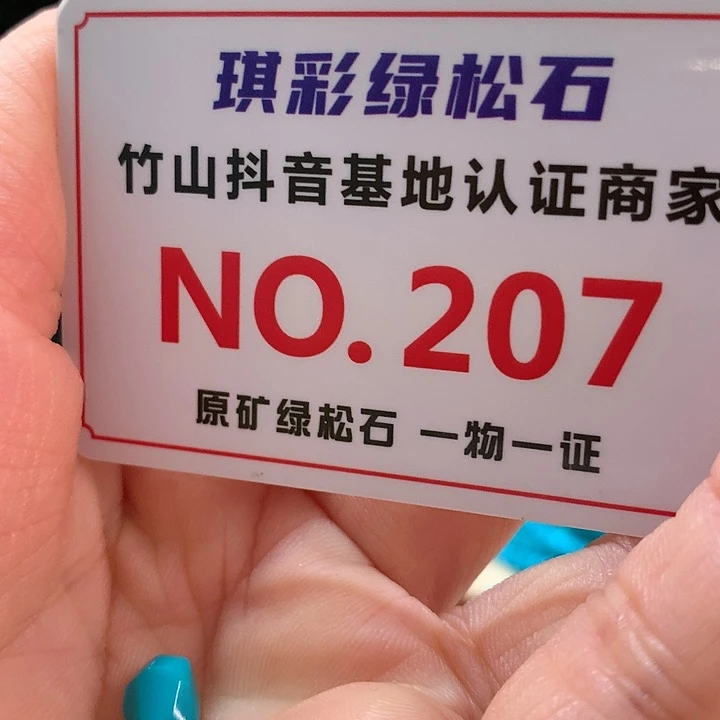 琪彩绿松石
竹山抖音基地认证商家
NO.207
原矿绿松石 一物一证